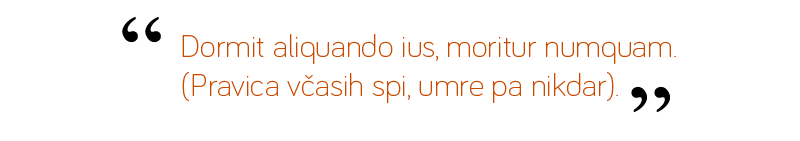 “ Dormit aliquando ius, moritur numquam.
(Pravica včasih spi, umre pa nikdar). ”